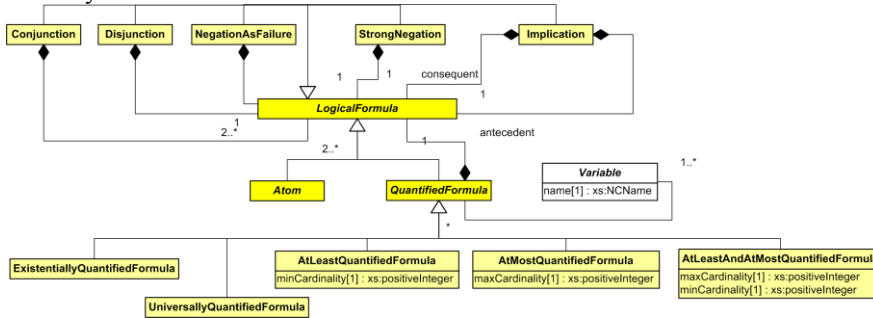 Conjunction
Disjunction
NegationAsFailure
StrongNegation
Implication
consequent
1
1
1
LogicalFormula
1
2..*
antecedent
1
2..*
1..*
Atom
QuantifiedFormula
Variable
name[1] : xs:NCName
*
ExistentiallyQuantifiedFormula
UniversallyQuantifiedFormula
AtLeastQuantifiedFormula
minCardinality[1] : xs:positiveInteger
AtMostQuantifiedFormula
maxCardinality[1] : xs:positiveInteger
AtLeastAndAtMostQuantifiedFormula
maxCardinality[1] : xs:positiveInteger
minCardinality[1] : xs:positiveInteger